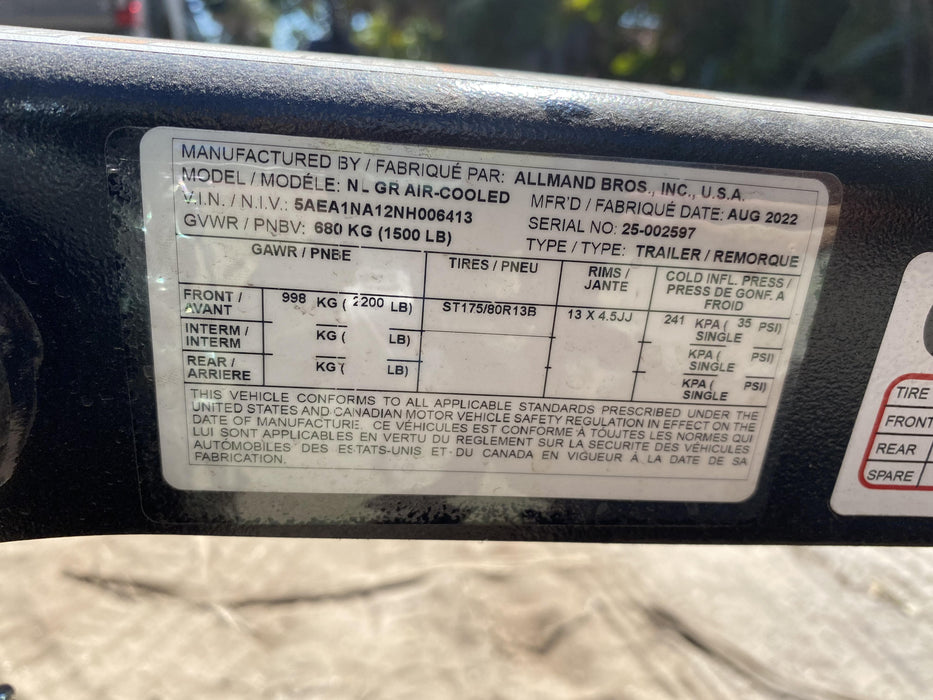 MANUFACTURED BY / FABRIQUÉ PAR: ALLMAND BROS., INC., U.S.A.
MODEL / MODÉLE: NL GR AIR-COOLED MFR'D / FABRIQUÉ DATE: AUG 2022
V.I.N. / N.I.V.: 5AEA1NA12NH006413 SERIAL NO: 25-002597
GVWR / PNBV: 680 KG (1500 LB) TYPE / TYPE: TRAILER / REMORQUE
GAWR / PNBE TIRES / PNEU RIMS / JANTE COLD INFL. PRESS / PRESS DE GONF. A FROID
FRONT / AVANT 998 KG ( 2200 LB) ST175/80R13B 13 X 4.5JJ 241 KPA ( 35 PSI) SINGLE
INTERM / INTERM KG ( LB) KPA ( PSI) SINGLE
REAR / ARRIERE KG ( LB) KPA ( PSI) SINGLE
THIS VEHICLE CONFORMS TO ALL APPLICABLE STANDARDS PRESCRIBED UNDER THE
UNITED STATES AND CANADIAN MOTOR VEHICLE SAFETY REGULATION IN EFFECT ON THE
DATE OF MANUFACTURE. CE VÉHICULES EST CONFORME À TOUTES LES NORMES QUI
LUI SONT APPLICABLES EN VERTU DU REGLEMENT SUR LA SECURITE DES VÉHICULES
AUTOMOBILES DES ESTATS-UNIS ET DU CANADA EN VIGUEUR À LA DATE DE SA
FABRICATION.
TIRE
FRONT
REAR
SPARE